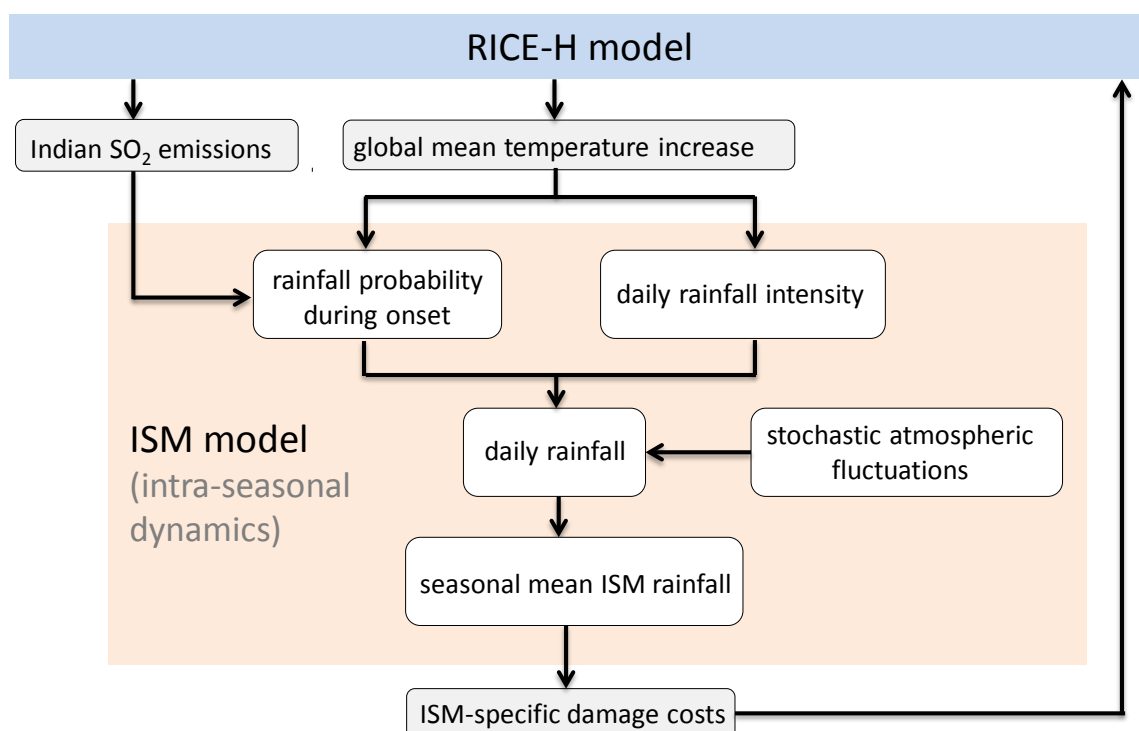 RICE-H model
Indian SO₂ emissions
global mean temperature increase
rainfall probability
during onset
daily rainfall intensity
ISM model
(intra-seasonal
dynamics)
daily rainfall
stochastic atmospheric
fluctuations
seasonal mean ISM rainfall
ISM-specific damage costs